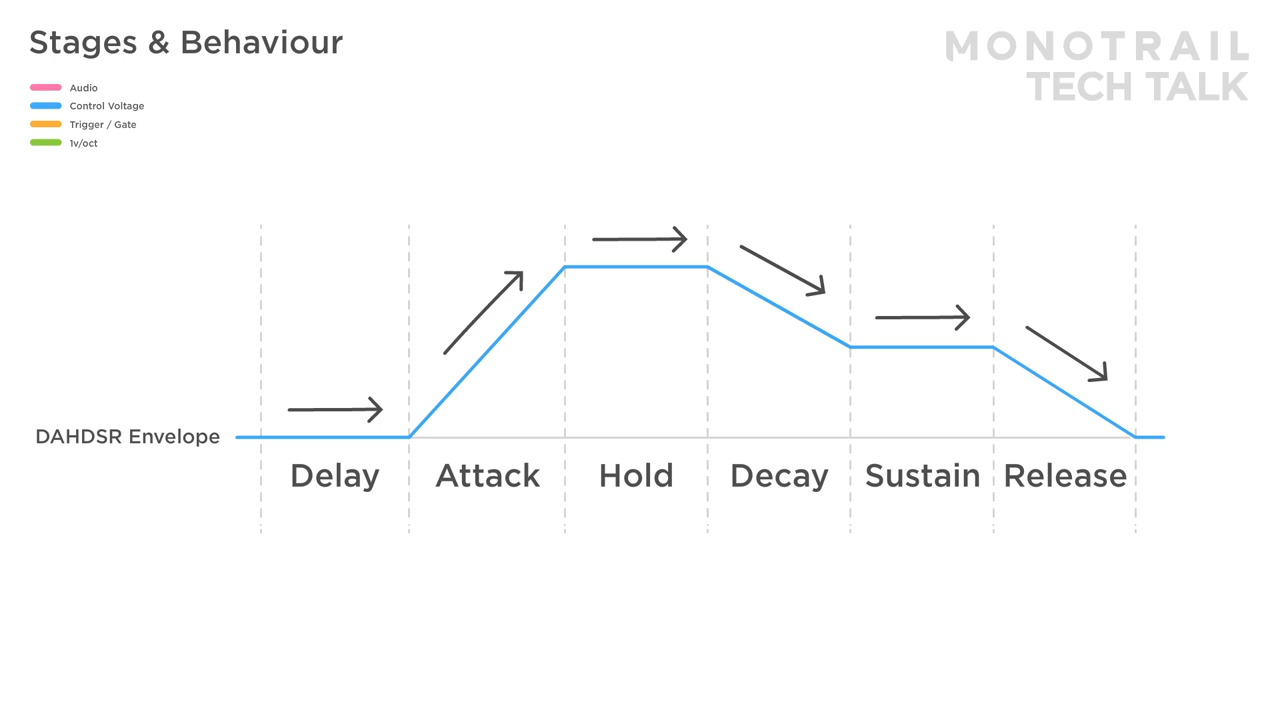 Stages & Behaviour
MONOTRAIL
TECH TALK
Audio
Control Voltage
Trigger / Gate
1v/oct
DAHDSR Envelope
Delay
Attack
Hold
Decay
Sustain
Release